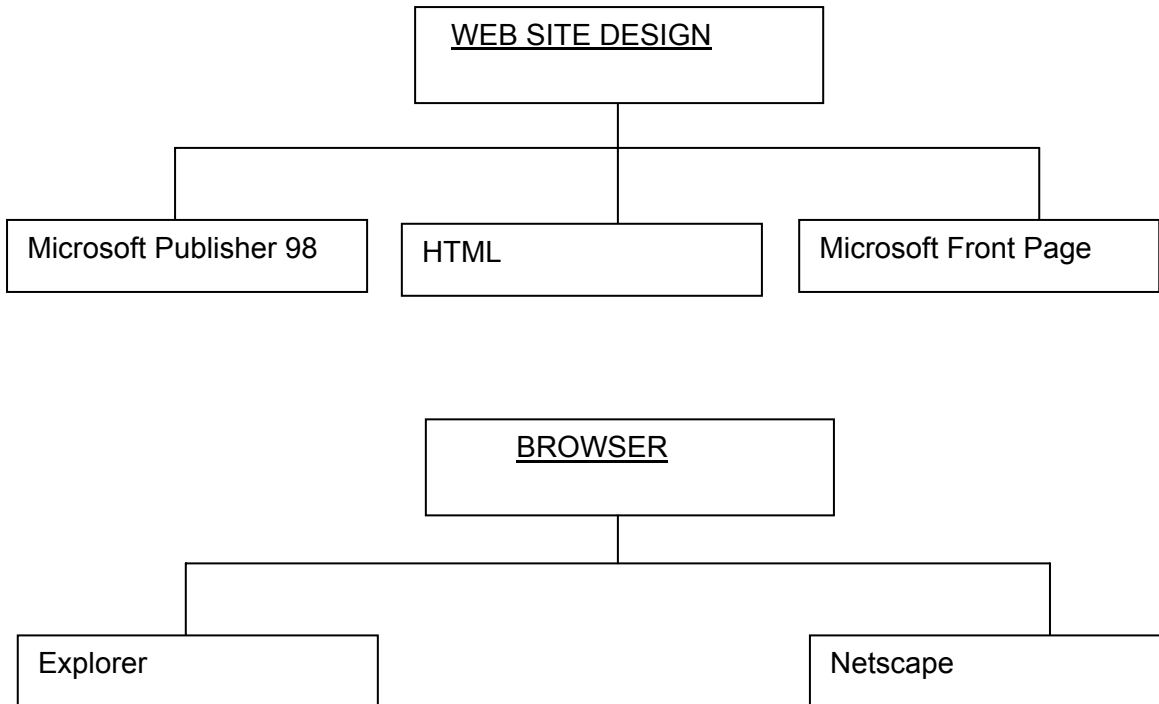 WEB SITE DESIGN
Microsoft Publisher 98
HTML
Microsoft Front Page
BROWSER
Explorer
Netscape